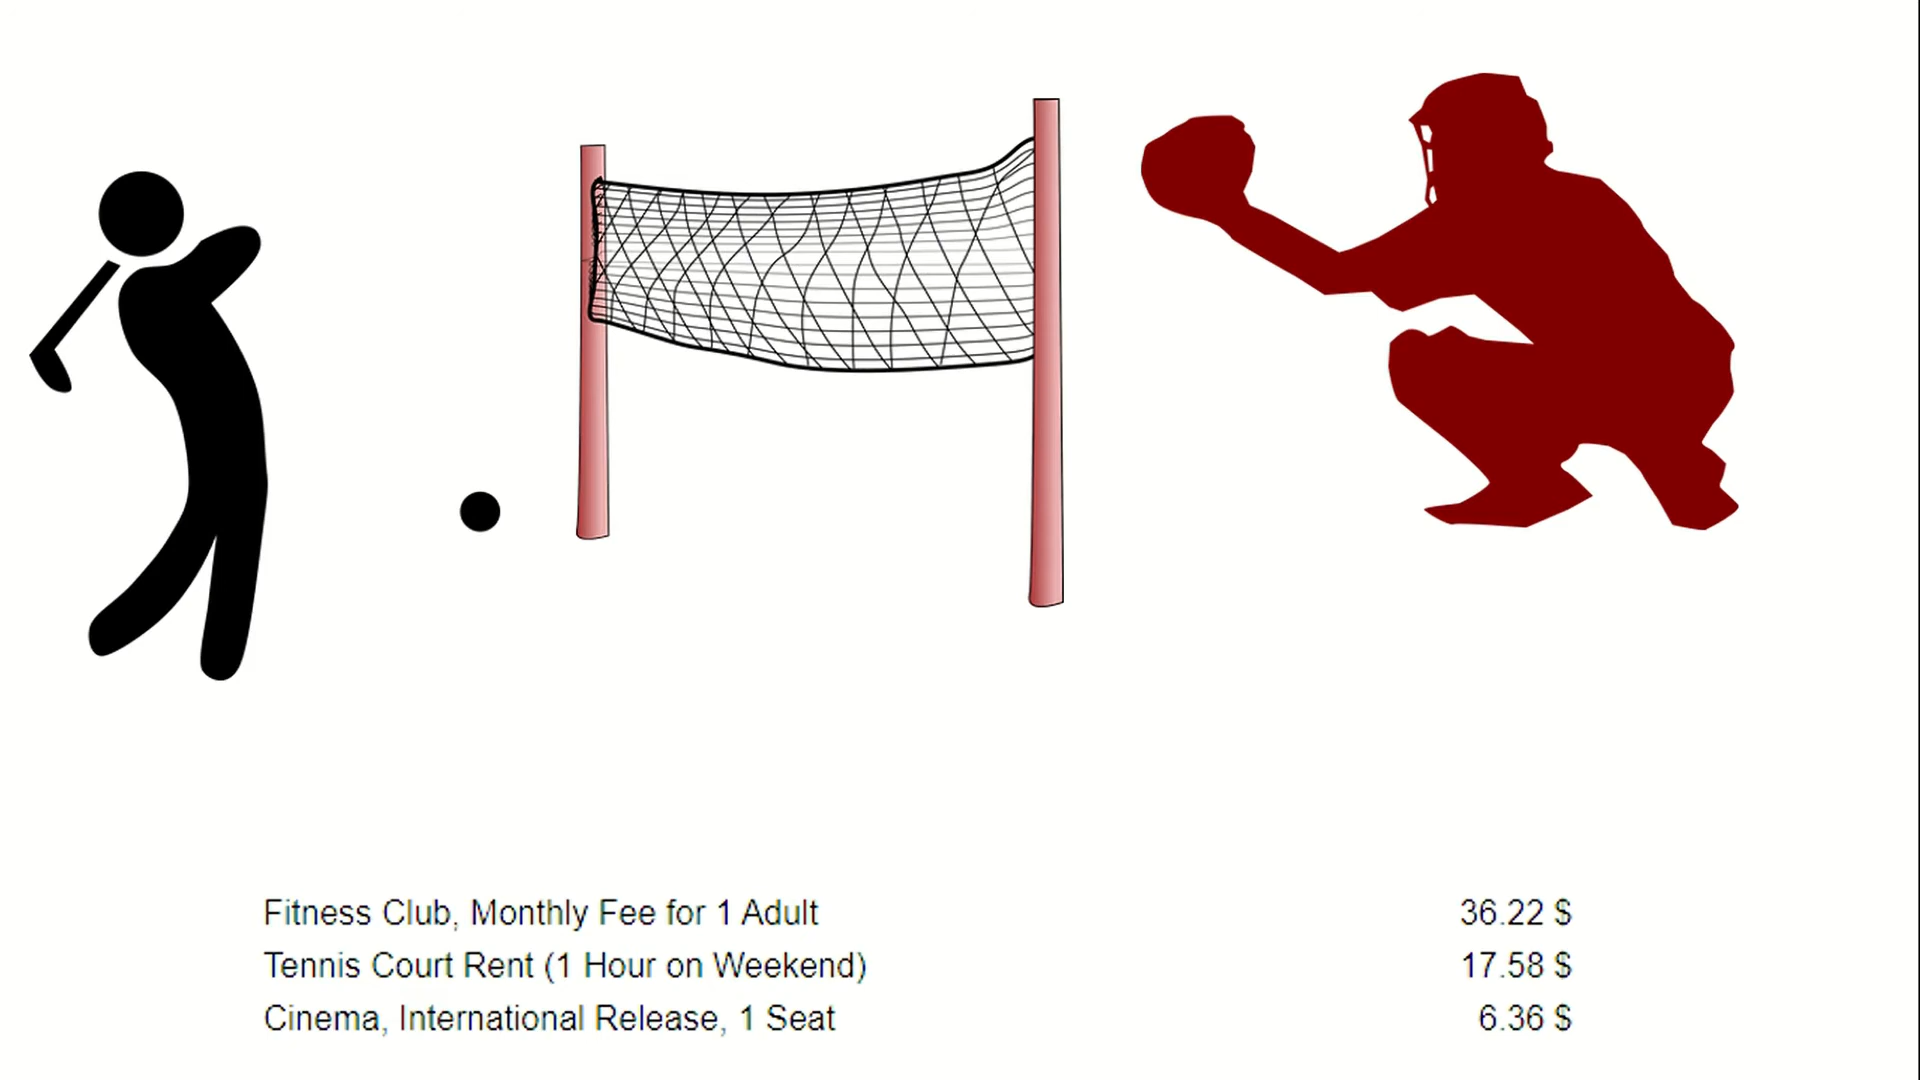 Fitness Club, Monthly Fee for 1 Adult 36.22 $
Tennis Court Rent (1 Hour on Weekend) 17.58 $
Cinema, International Release, 1 Seat 6.36 $